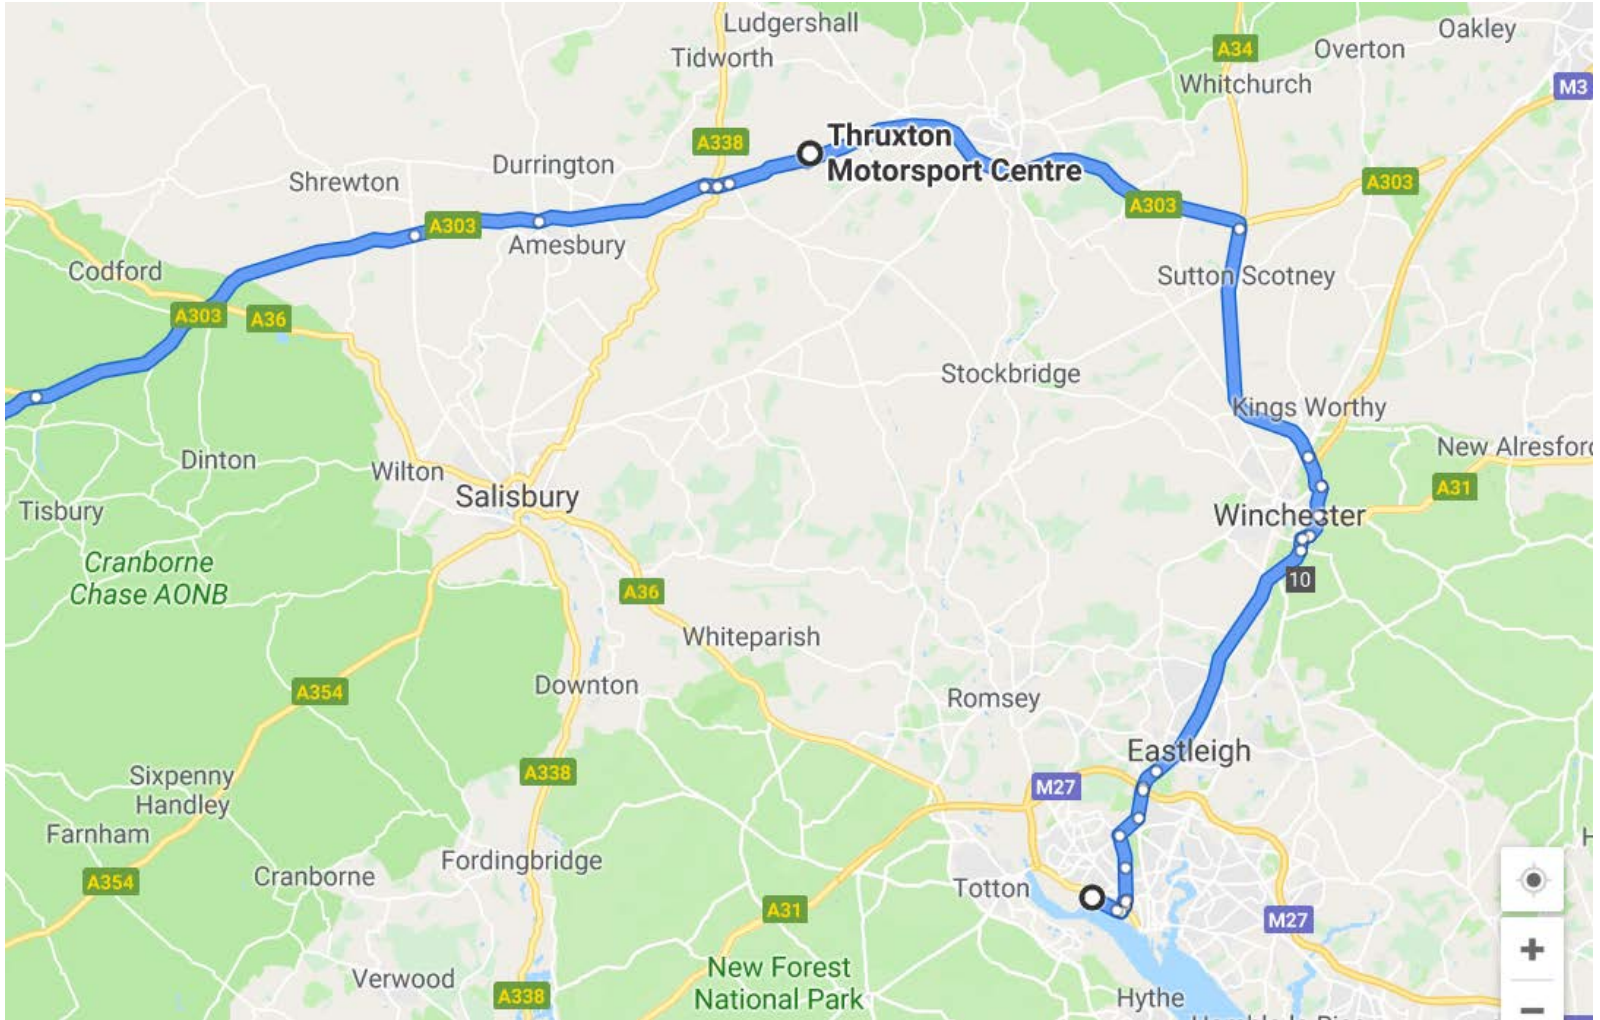 Ludgershall
Oakley
Tidworth
A34
Overton
Whitchurch
M3
A338
Thruxton
Motorsport Centre
Durrington
Shrewton
A303
A303
A303
Amesbury
Codford
Sutton Scotney
A303
A36
Stockbridge
Kings Worthy
New Alresford
Dinton
Wilton
Salisbury
A31
Tisbury
Winchester
Cranborne
Chase AONB
10
A36
Whiteparish
A354
Downton
Romsey
Eastleigh
Sixpenny
Handley
A338
M27
Farnham
Fordingbridge
A354
Cranborne
Totton
A31
M27
New Forest
National Park
Verwood
A338
Hythe